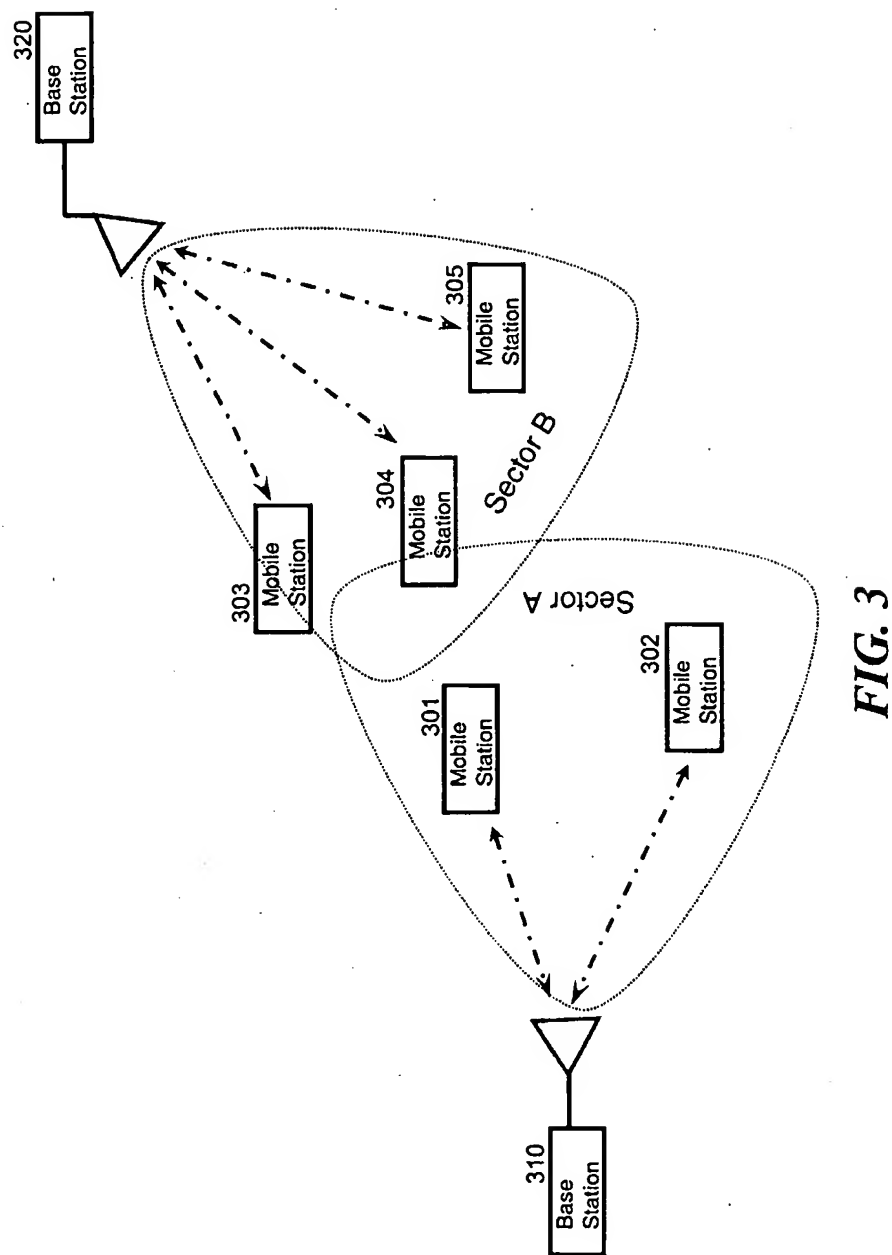 320
Base
Station
305
Mobile
Station
304
Mobile
Station
Sector B
303
Mobile
Station
Sector A
301
Mobile
Station
302
Mobile
Station
310
Base
Station
FIG. 3